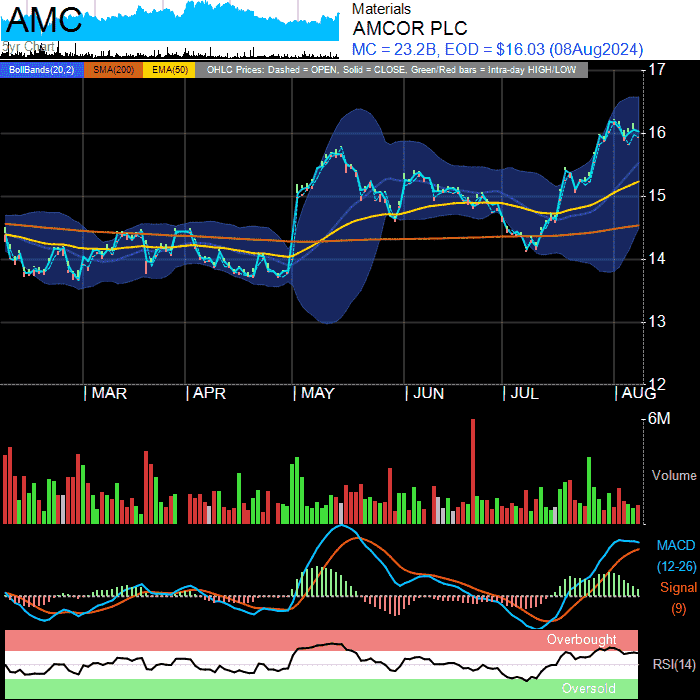 AMC
5yr Chart
Materials
AMCOR PLC
MC = 23.2B, EOD = $16.03 (08Aug2024)
BollBands(20,2) SMA(200) EMA(50) OHLC Prices: Dashed = OPEN, Solid = CLOSE, Green/Red bars = Intra-day HIGH/LOW
17
16
15
14
13
12
| MAR | APR | MAY | JUN | JUL | AUG
6M
Volume
MACD
(12-26)
Signal
(9)
Overbought
RSI(14)
Oversold